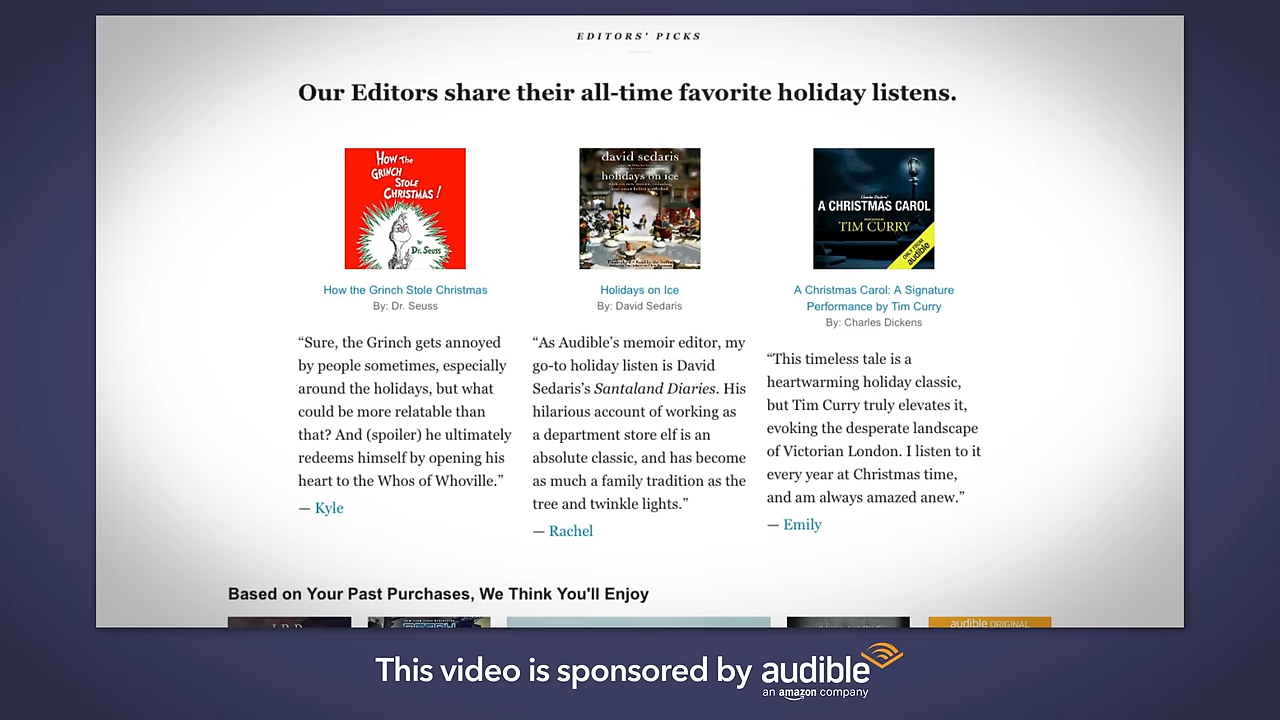 EDITORS' PICKS
Our Editors share their all-time favorite holiday listens.
How The
GRINCH
STOLE
CHRISTMAS!
by
Dr. Seuss
How the Grinch Stole Christmas
By: Dr. Seuss
“Sure, the Grinch gets annoyed
by people sometimes, especially
around the holidays, but what
could be more relatable than
that? And (spoiler) he ultimately
redeems himself by opening his
heart to the Whos of Whoville.”
— Kyle
david sedaris
holidays on ice
Holidays on Ice
By: David Sedaris
“As Audible’s memoir editor, my
go-to holiday listen is David
Sedaris’s Santaland Diaries. His
hilarious account of working as
a department store elf is an
absolute classic, and has become
as much a family tradition as the
tree and twinkle lights.”
— Rachel
Charles Dickens'
A CHRISTMAS CAROL
PERFORMED BY
TIM CURRY
ONLY FROM
audible
A Christmas Carol: A Signature
Performance by Tim Curry
By: Charles Dickens
“This timeless tale is a
heartwarming holiday classic,
but Tim Curry truly elevates it,
evoking the desperate landscape
of Victorian London. I listen to it
every year at Christmas time,
and am always amazed anew.”
— Emily
Based on Your Past Purchases, We Think You'll Enjoy
audible ORIGINAL
This video is sponsored by audible
an amazon company